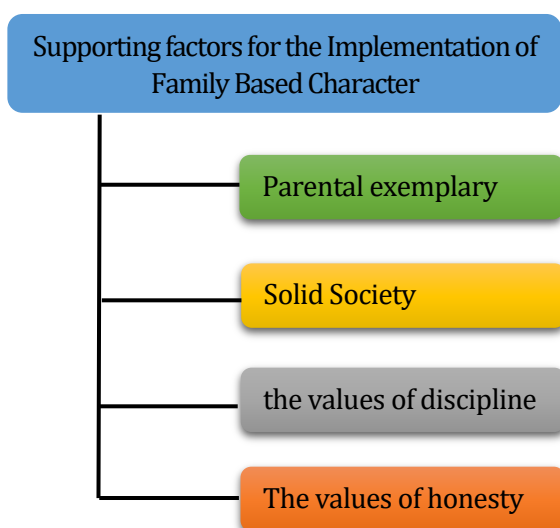 Supporting factors for the Implementation of
Family Based Character
Parental exemplary
Solid Society
the values of discipline
The values of honesty